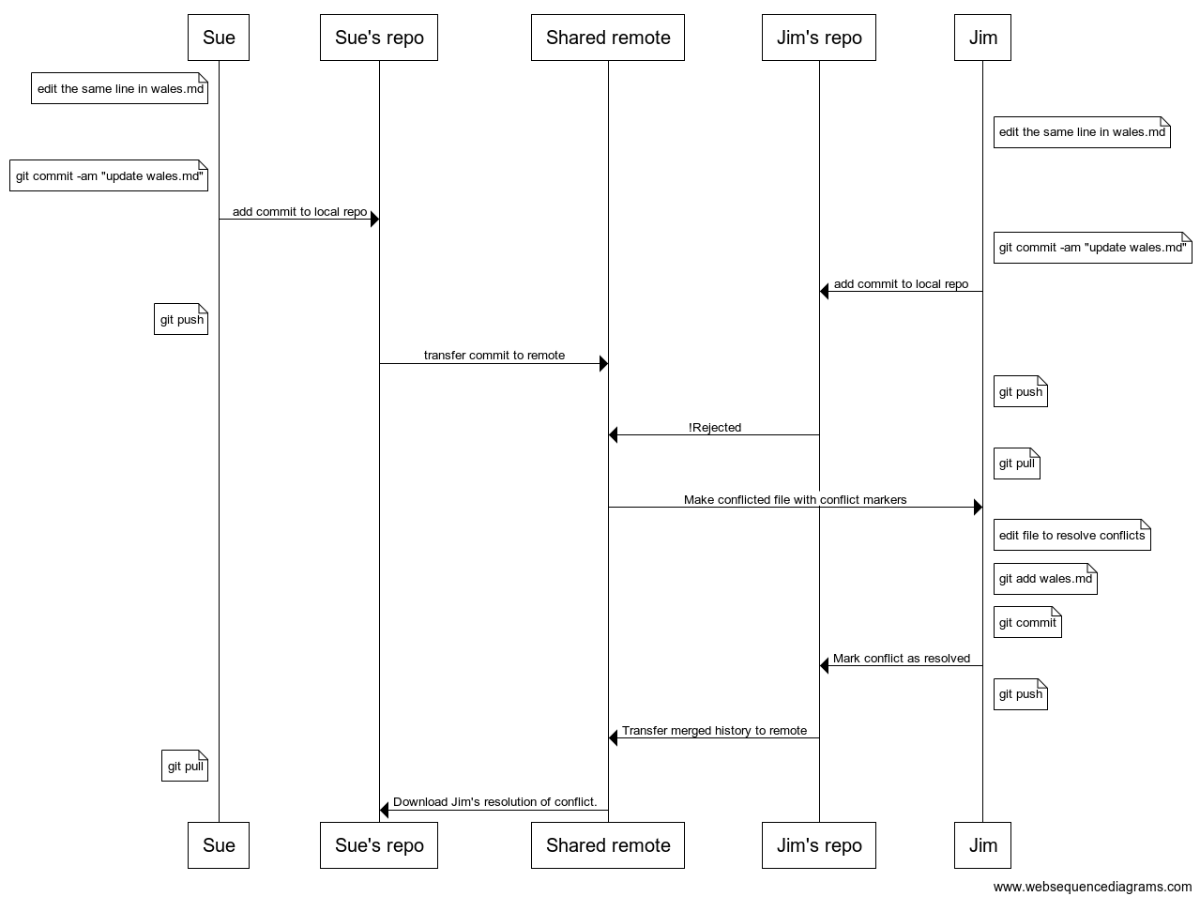 Sue
Sue's repo
Shared remote
Jim's repo
Jim
edit the same line in wales.md
edit the same line in wales.md
git commit -am "update wales.md"
add commit to local repo
git commit -am "update wales.md"
add commit to local repo
git push
transfer commit to remote
git push
!Rejected
git pull
Make conflicted file with conflict markers
edit file to resolve conflicts
git add wales.md
git commit
Mark conflict as resolved
git push
Transfer merged history to remote
git pull
Download Jim's resolution of conflict.
Sue
Sue's repo
Shared remote
Jim's repo
Jim
www.websequencediagrams.com